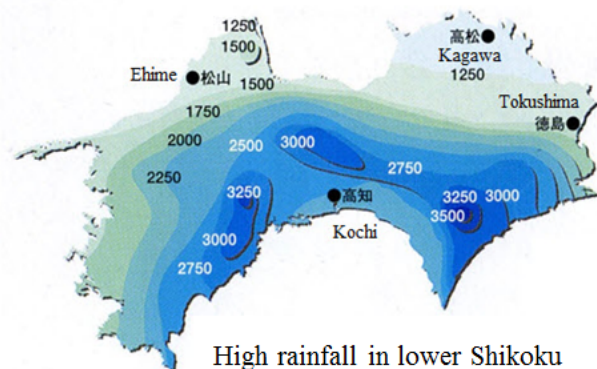 1250
1500
Ehime
松山
1500
1750
2000
2250
2500
3000
高松
Kagawa
1250
Tokushima
徳島
2750
3250
3000
2750
高知
Kochi
3250
3000
3500
High rainfall in lower Shikoku